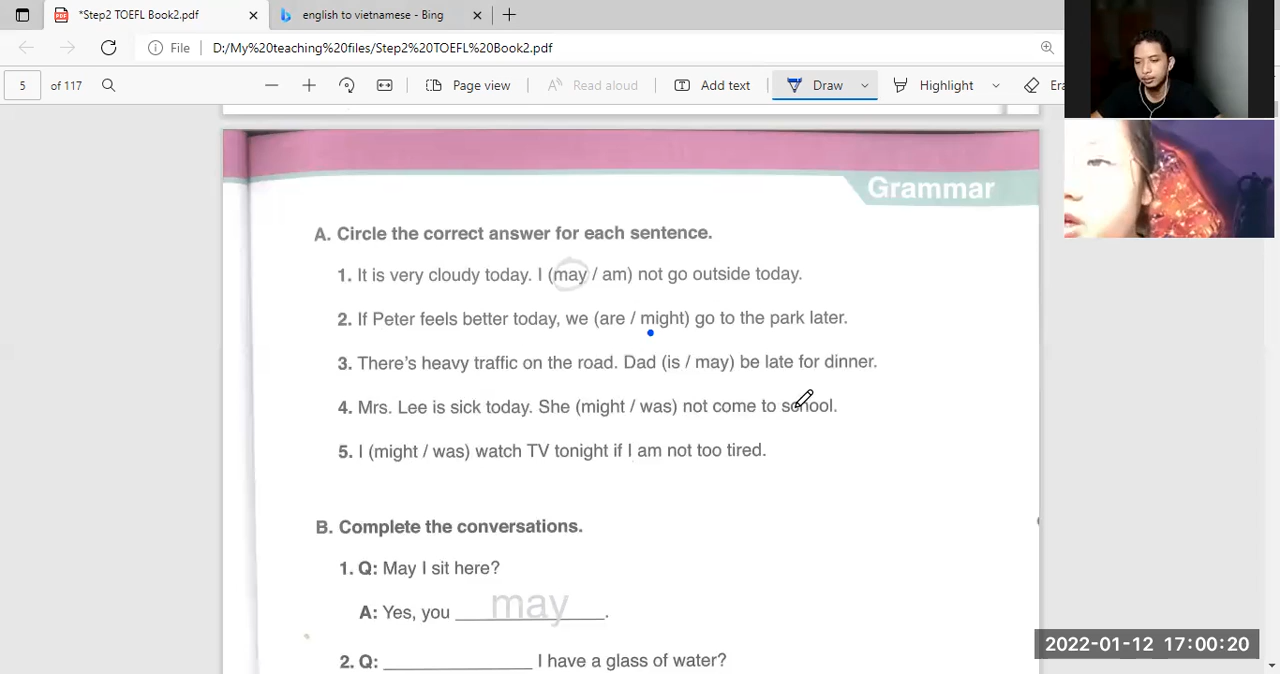 *Step2 TOEFL Book2.pdf
english to vietnamese - Bing
File D:/My%20teaching%20files/Step2%20TOEFL%20Book2.pdf
5 of 117 Page view Read aloud Add text Draw Highlight
Grammar
A. Circle the correct answer for each sentence.
1. It is very cloudy today. I (may / am) not go outside today.
2. If Peter feels better today, we (are / might) go to the park later.
3. There's heavy traffic on the road. Dad (is / may) be late for dinner.
4. Mrs. Lee is sick today. She (might / was) not come to school.
5. I (might / was) watch TV tonight if I am not too tired.
B. Complete the conversations.
1. Q: May I sit here?
A: Yes, you may.
2. Q: ______ I have a glass of water?
2022-01-12 17:00:20